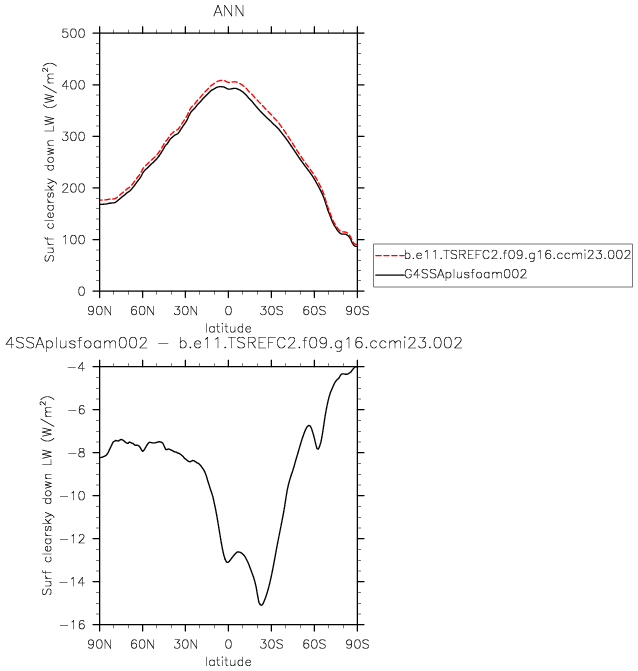 ANN
500
400
300
200
100
0
Surf clearsky down LW (W/m²)
90N 60N 30N 0 30S 60S 90S
latitude
b.e11.TSREFC2.f09.g16.ccmi23.002
G4SSAplusfoam002
4SSAplusfoam002 − b.e11.TSREFC2.f09.g16.ccmi23.002
−4
−6
−8
−10
−12
−14
−16
Surf clearsky down LW (W/m²)
90N 60N 30N 0 30S 60S 90S
latitude